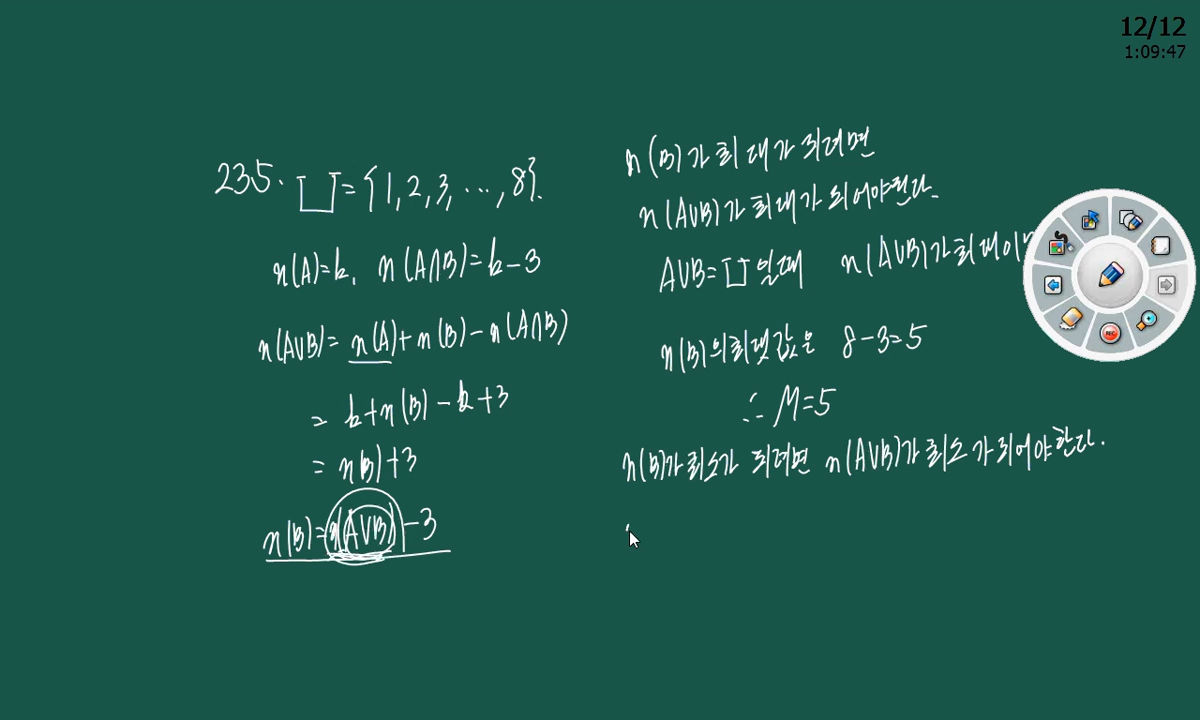 12/12
1:09:47
235. U={1,2,3,…,8}.
n(A)=k, n(A∩B)=k-3
n(A∪B)= n(A)+n(B)-n(A∩B)
= k+n(B)-k+3
= n(B)+3
n(B)=n(A∪B)-3
n(B)가 최대가 되려면
n(A∪B)가 최대가 되어야한다.
A∪B=U 일때 n(A∪B)가 최대이
n(B)의 최댓값은 8-3=5
∴ M=5
n(B)가 최소가 되려면 n(A∪B)가 최소가 되어야 한다.
REC